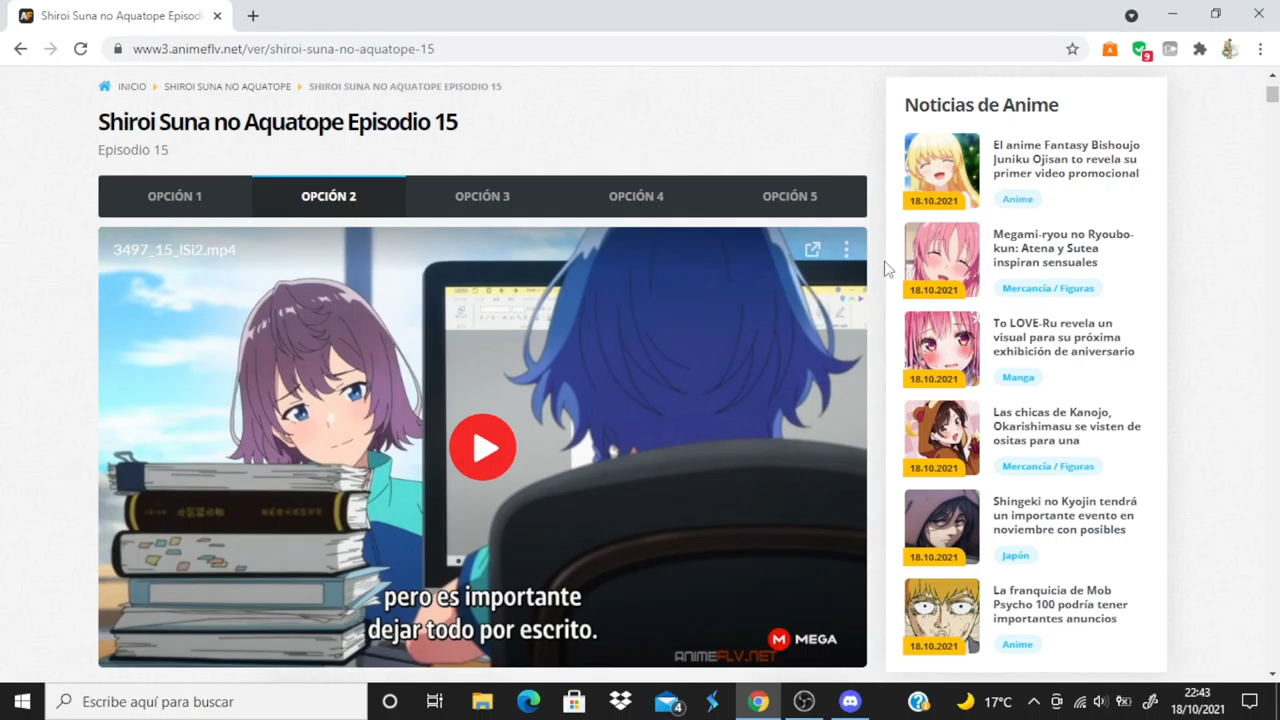 Shiroi Suna no Aquatope Episodi
www3.animeflv.net/ver/shiroi-suna-no-aquatope-15
9
INICIO
SHIROI SUNA NO AQUATOPE
SHIROI SUNA NO AQUATOPE EPISODIO 15
Shiroi Suna no Aquatope Episodio 15
Episodio 15
OPCIÓN 1
OPCIÓN 2
OPCIÓN 3
OPCIÓN 4
OPCIÓN 5
3497_15_lSi2.mp4
pero es importante
dejar todo por escrito.
MEGA
ANIMEFLV.NET
Noticias de Anime
El anime Fantasy Bishoujo
Juniku Ojisan to revela su
primer video promocional
18.10.2021
Anime
Megami-ryou no Ryoubo-
kun: Atena y Sutea
inspiran sensuales
18.10.2021
Mercancía / Figuras
To LOVE-Ru revela un
visual para su próxima
exhibición de aniversario
18.10.2021
Manga
Las chicas de Kanojo,
Okarishimasu se visten de
ositas para una
18.10.2021
Mercancía / Figuras
Shingeki no Kyojin tendrá
un importante evento en
noviembre con posibles
18.10.2021
Japón
La franquicia de Mob
Psycho 100 podría tener
importantes anuncios
18.10.2021
Anime
Escribe aquí para buscar
4
17°C
22:43
18/10/2021